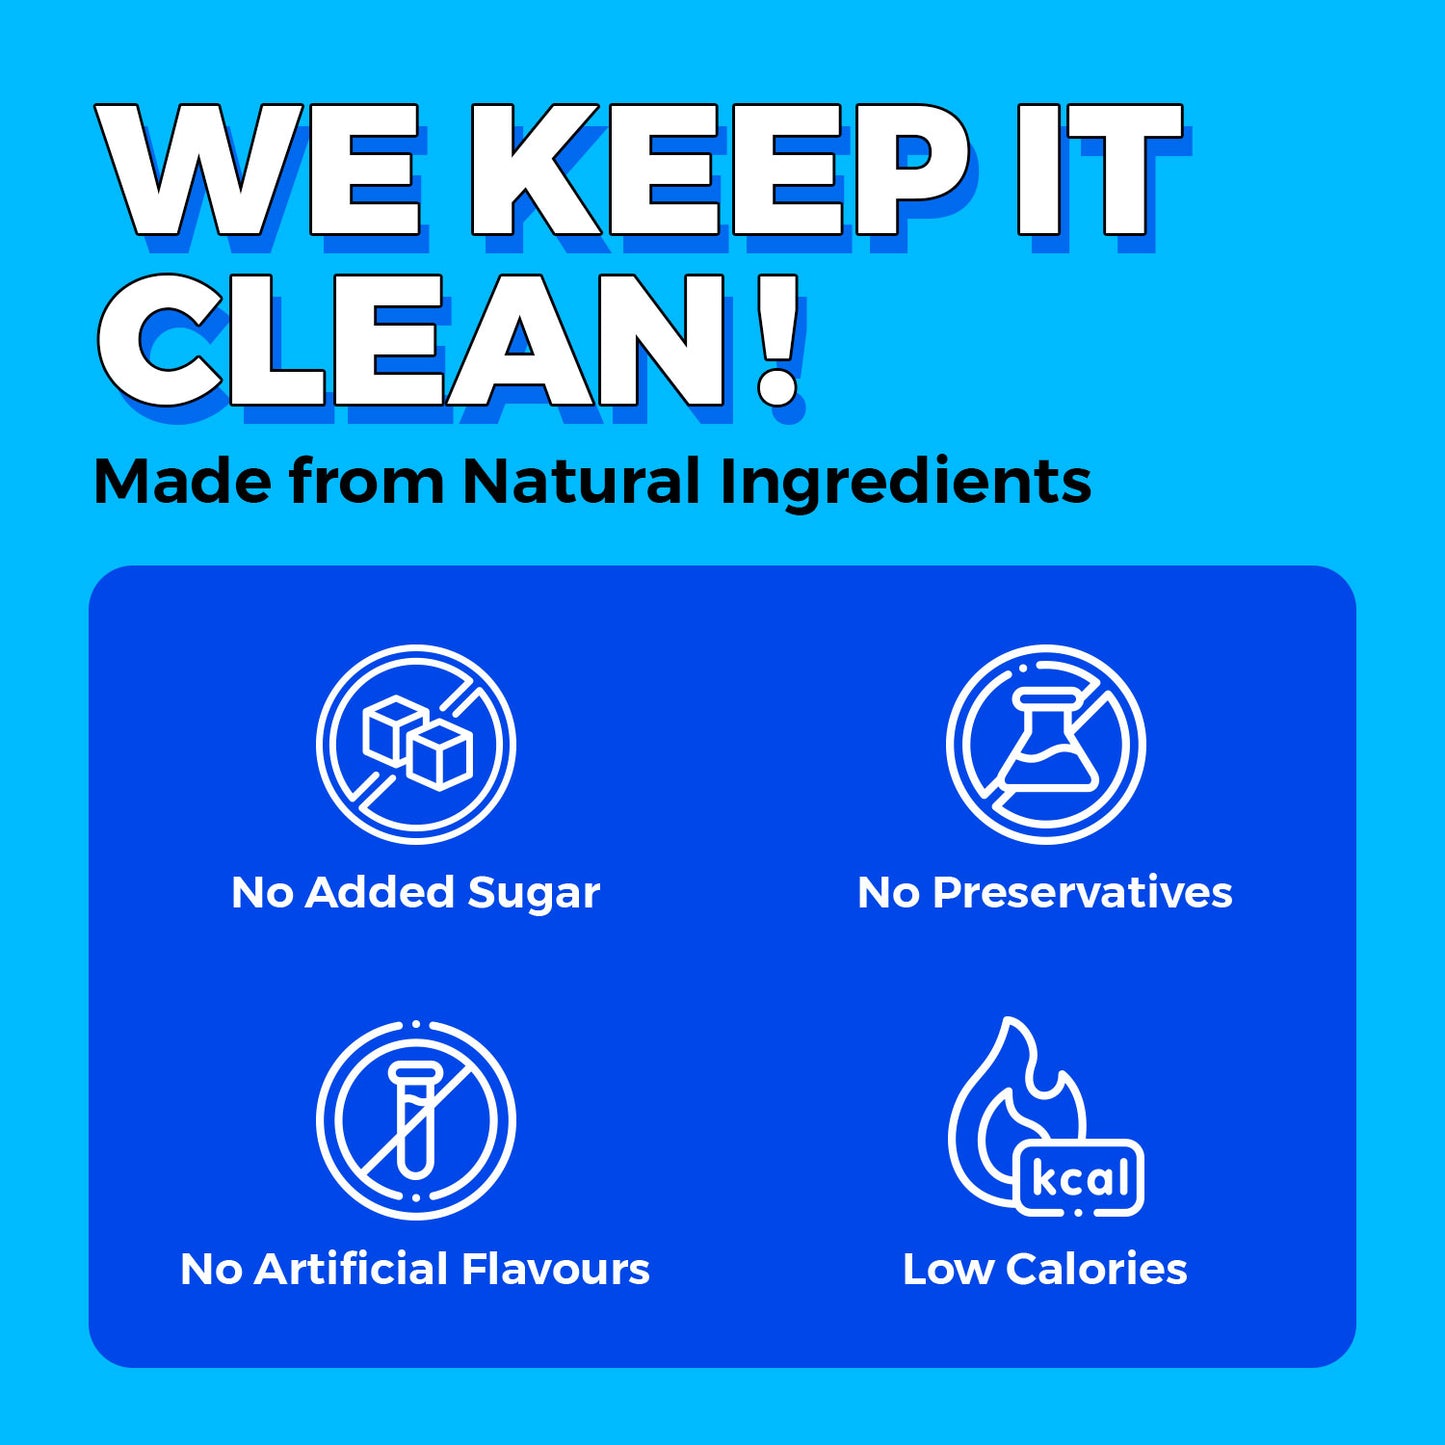 WE KEEP IT
CLEAN!
Made from Natural Ingredients
No Added Sugar
No Preservatives
kcal
No Artificial Flavours
Low Calories